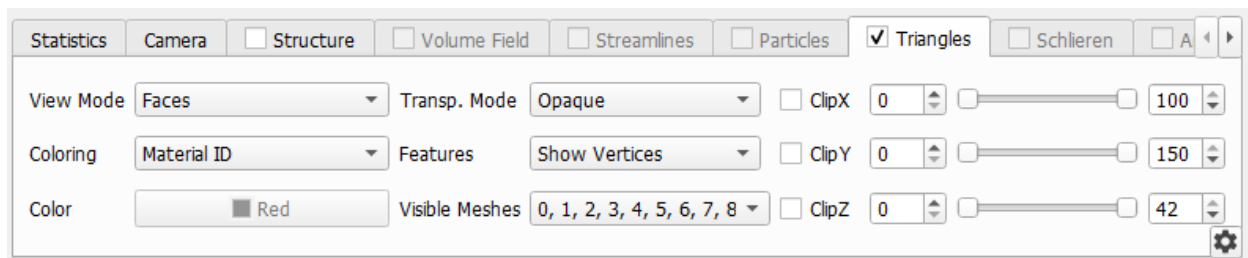 Statistics Camera Structure Volume Field Streamlines Particles Triangles Schlieren
View Mode Faces Transp. Mode Opaque ClipX 0 100
Coloring Material ID Features Show Vertices ClipY 0 150
Color Red Visible Meshes 0, 1, 2, 3, 4, 5, 6, 7, 8 ClipZ 0 42